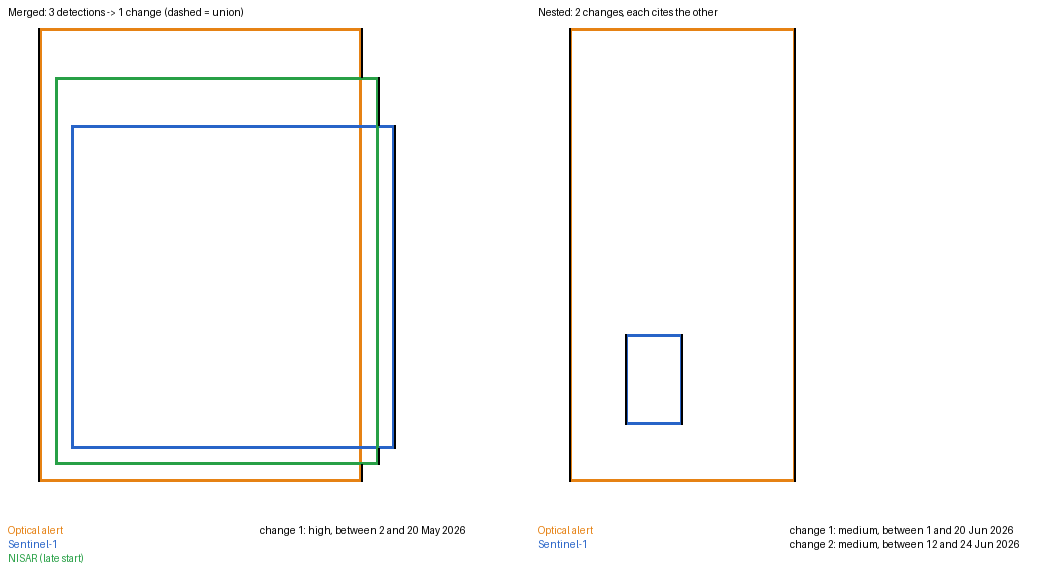 Merged: 3 detections -> 1 change (dashed = union)
Nested: 2 changes, each cites the other
Optical alert
Sentinel-1
NISAR (late start)
change 1: high, between 2 and 20 May 2026
Optical alert
Sentinel-1
change 1: medium, between 1 and 20 Jun 2026
change 2: medium, between 12 and 24 Jun 2026